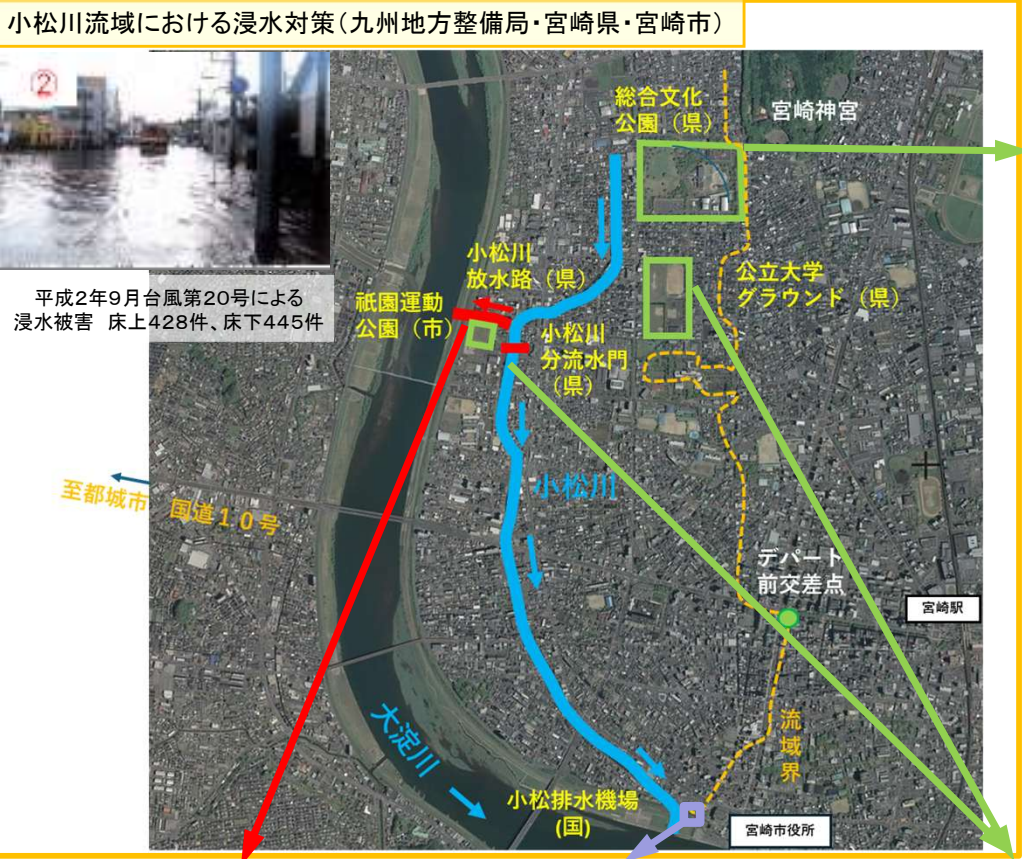 小松川流域における浸水対策（九州地方整備局・宮崎県・宮崎市）
②
平成2年9月台風第20号による
浸水被害 床上428件、床下445件
総合文化
公園（県）
宮崎神宮
小松川
放水路（県）
祇園運動
公園（市）
公立大学
グラウンド（県）
小松川
分流水門
（県）
至都城市
国道１０号
小松川
デパート
前交差点
宮崎駅
流域界
大淀川
小松排水機場
(国)
宮崎市役所